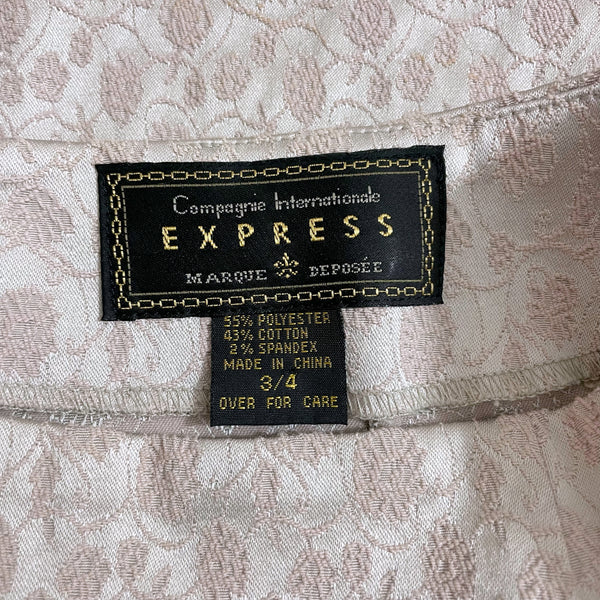 Compagnie Internationale
EXPRESS
MARQUE DEPOSÉE
55% POLYESTER
43% COTTON
2% SPANDEX
MADE IN CHINA
3/4
OVER FOR CARE